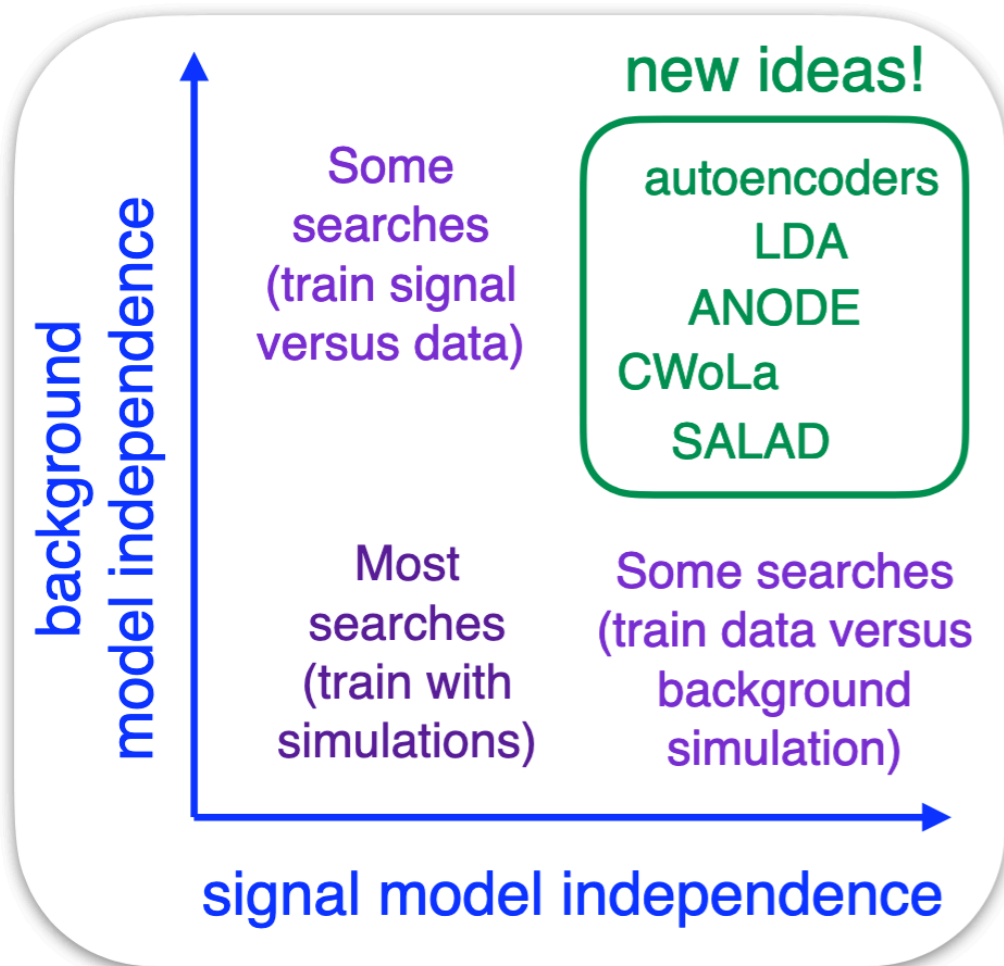 new ideas!
Some
searches
(train signal
versus data)
autoencoders
LDA
ANODE
CWoLa
SALAD
background
model independence
Most
searches
(train with
simulations)
Some searches
(train data versus
background
simulation)
signal model independence